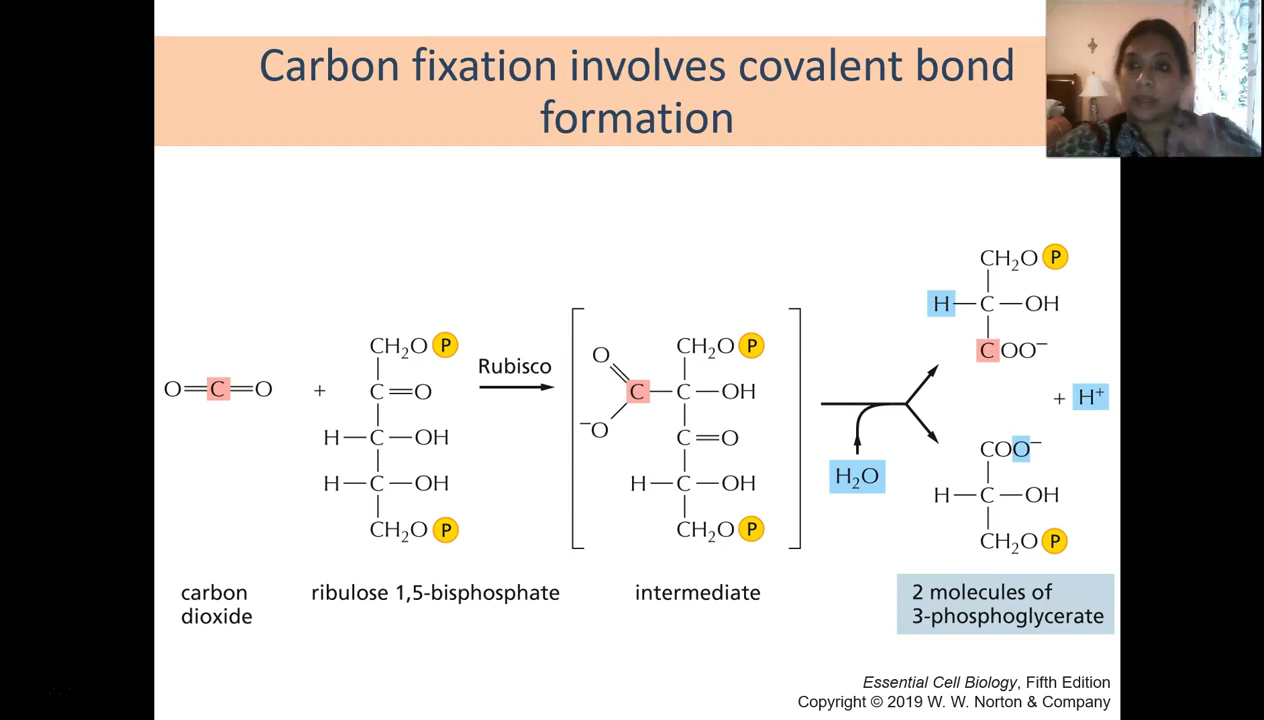 Carbon fixation involves covalent bond
formation
O=C=O
+
CH₂O P
C=O
H—C—OH
H—C—OH
CH₂O P
Rubisco
O
CH₂O P
C—C—OH
⁻O
C=O
H—C—OH
CH₂O P
H₂O
CH₂O P
H—C—OH
COO⁻
+ H⁺
COO⁻
H—C—OH
CH₂O P
carbon
dioxide
ribulose 1,5-bisphosphate
intermediate
2 molecules of
3-phosphoglycerate
Essential Cell Biology, Fifth Edition
Copyright © 2019 W. W. Norton & Company